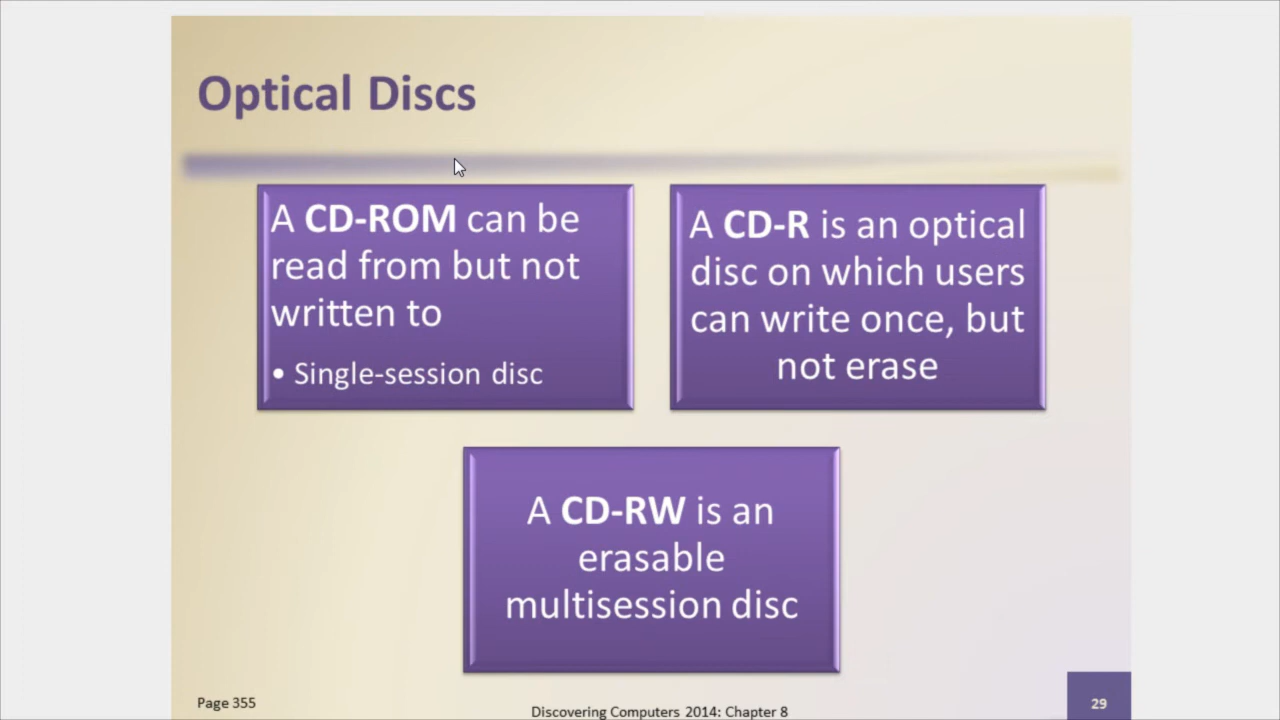 Optical Discs
A CD-ROM can be
read from but not
written to
• Single-session disc
A CD-R is an optical
disc on which users
can write once, but
not erase
A CD-RW is an
erasable
multisession disc
Page 355
Discovering Computers 2014: Chapter 8
29